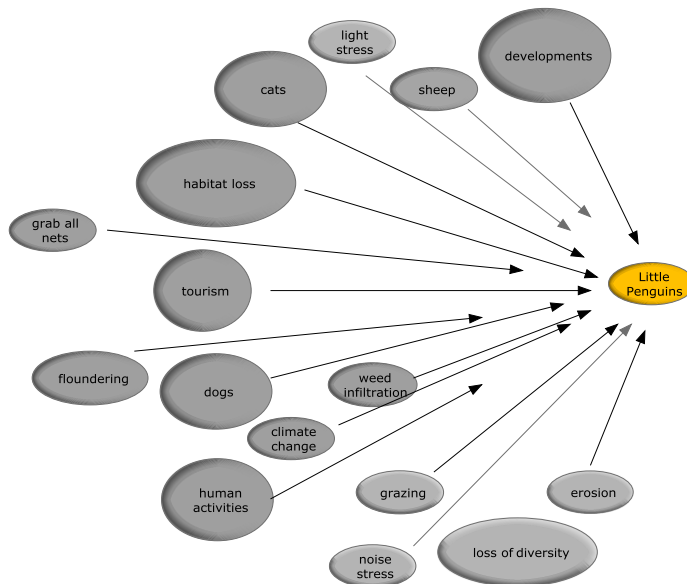 light
stress
developments
cats
sheep
habitat loss
grab all
nets
Little
Penguins
tourism
floundering
dogs
weed
infiltration
climate
change
human
activities
grazing
erosion
noise
stress
loss of diversity